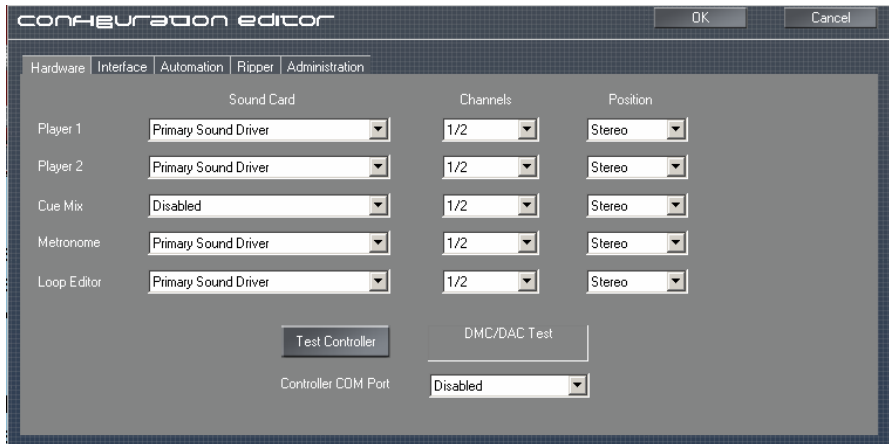 configuration editor OK Cancel
Hardware Interface Automation Ripper Administration
Sound Card Channels Position
Player 1 Primary Sound Driver 1/2 Stereo
Player 2 Primary Sound Driver 1/2 Stereo
Cue Mix Disabled 1/2 Stereo
Metronome Primary Sound Driver 1/2 Stereo
Loop Editor Primary Sound Driver 1/2 Stereo
Test Controller DMC/DAC Test
Controller COM Port Disabled